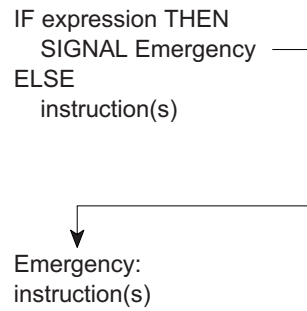 IF expression THEN
SIGNAL Emergency
ELSE
instruction(s)
Emergency:
instruction(s)